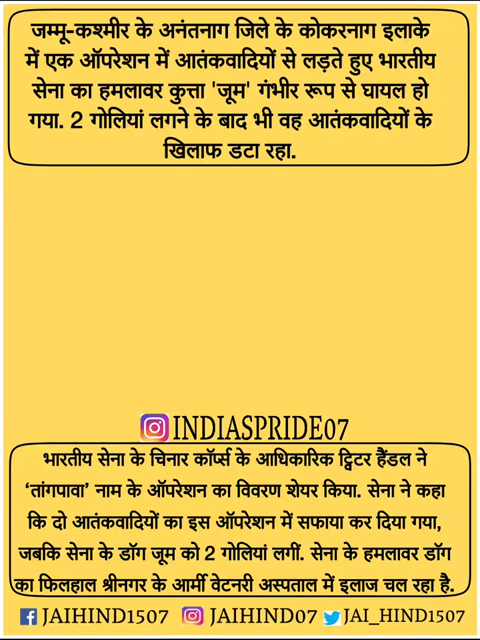 जम्मू-कश्मीर के अनंतनाग जिले के कोकरनाग इलाके
में एक ऑपरेशन में आतंकवादियों से लड़ते हुए भारतीय
सेना का हमलावर कुत्ता 'जूम' गंभीर रूप से घायल हो
गया. 2 गोलियां लगने के बाद भी वह आतंकवादियों के
खिलाफ डटा रहा.
INDIASPRIDE07
भारतीय सेना के चिनार कॉर्प्स के आधिकारिक ट्विटर हैंडल ने
‘तांगपावा’ नाम के ऑपरेशन का विवरण शेयर किया. सेना ने कहा
कि दो आतंकवादियों का इस ऑपरेशन में सफाया कर दिया गया,
जबकि सेना के डॉग जूम को 2 गोलियां लगीं. सेना के हमलावर डॉग
का फिलहाल श्रीनगर के आर्मी वेटनरी अस्पताल में इलाज चल रहा है.
JAIHIND1507 JAIHIND07 JAI_HIND1507